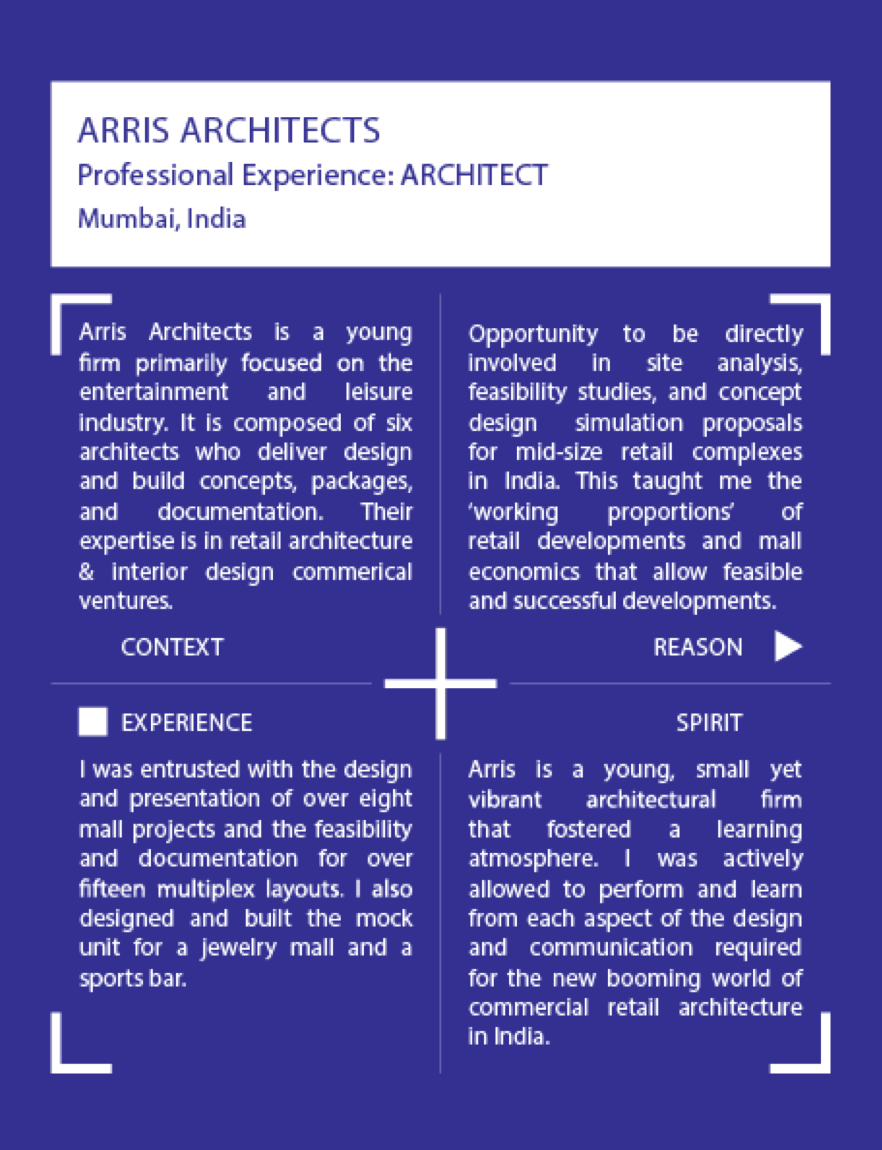 ARRIS ARCHITECTS
Professional Experience: ARCHITECT
Mumbai, India
Arris Architects is a young
firm primarily focused on the
entertainment and leisure
industry. It is composed of six
architects who deliver design
and build concepts, packages,
and documentation. Their
expertise is in retail architecture
& interior design commerical
ventures.
CONTEXT
Opportunity to be directly
involved in site analysis,
feasibility studies, and concept
design simulation proposals
for mid-size retail complexes
in India. This taught me the
‘working proportions’ of
retail developments and mall
economics that allow feasible
and successful developments.
REASON
EXPERIENCE
I was entrusted with the design
and presentation of over eight
mall projects and the feasibility
and documentation for over
fifteen multiplex layouts. I also
designed and built the mock
unit for a jewelry mall and a
sports bar.
SPIRIT
Arris is a young, small yet
vibrant architectural firm
that fostered a learning
atmosphere. I was actively
allowed to perform and learn
from each aspect of the design
and communication required
for the new booming world of
commercial retail architecture
in India.